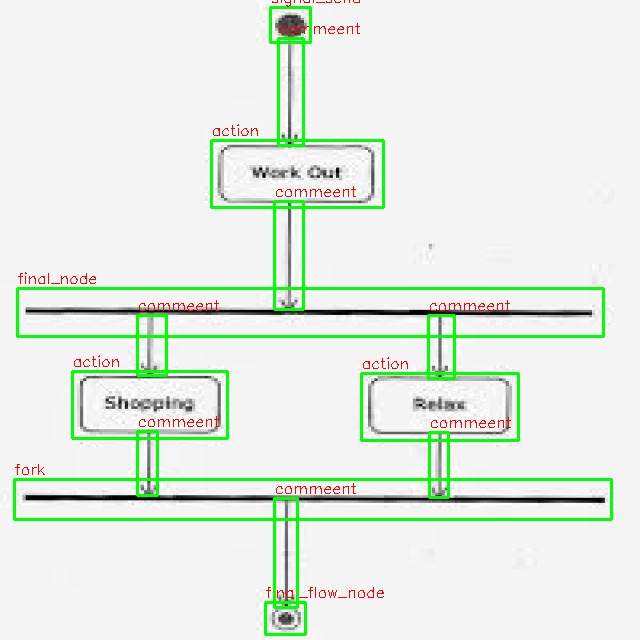 signal_send
commeent
action
Work Out
commeent
final_node
commeent
commeent
action
action
Shopping
Relax
commeent
commeent
fork
commeent
final_flow_node